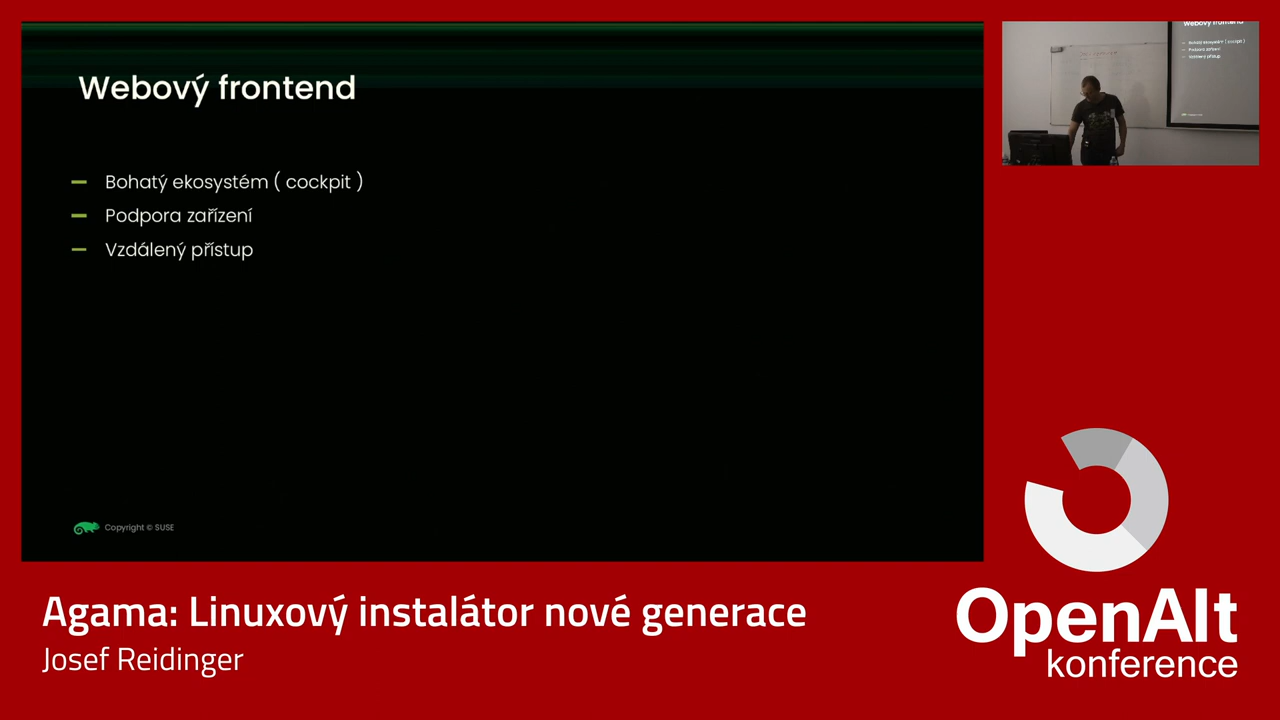 Webový frontend
Bohatý ekosystém ( cockpit )
Podpora zařízení
Vzdálený přístup
Copyright © SUSE
Agama: Linuxový instalátor nové generace
Josef Reidinger
OpenAlt
konference